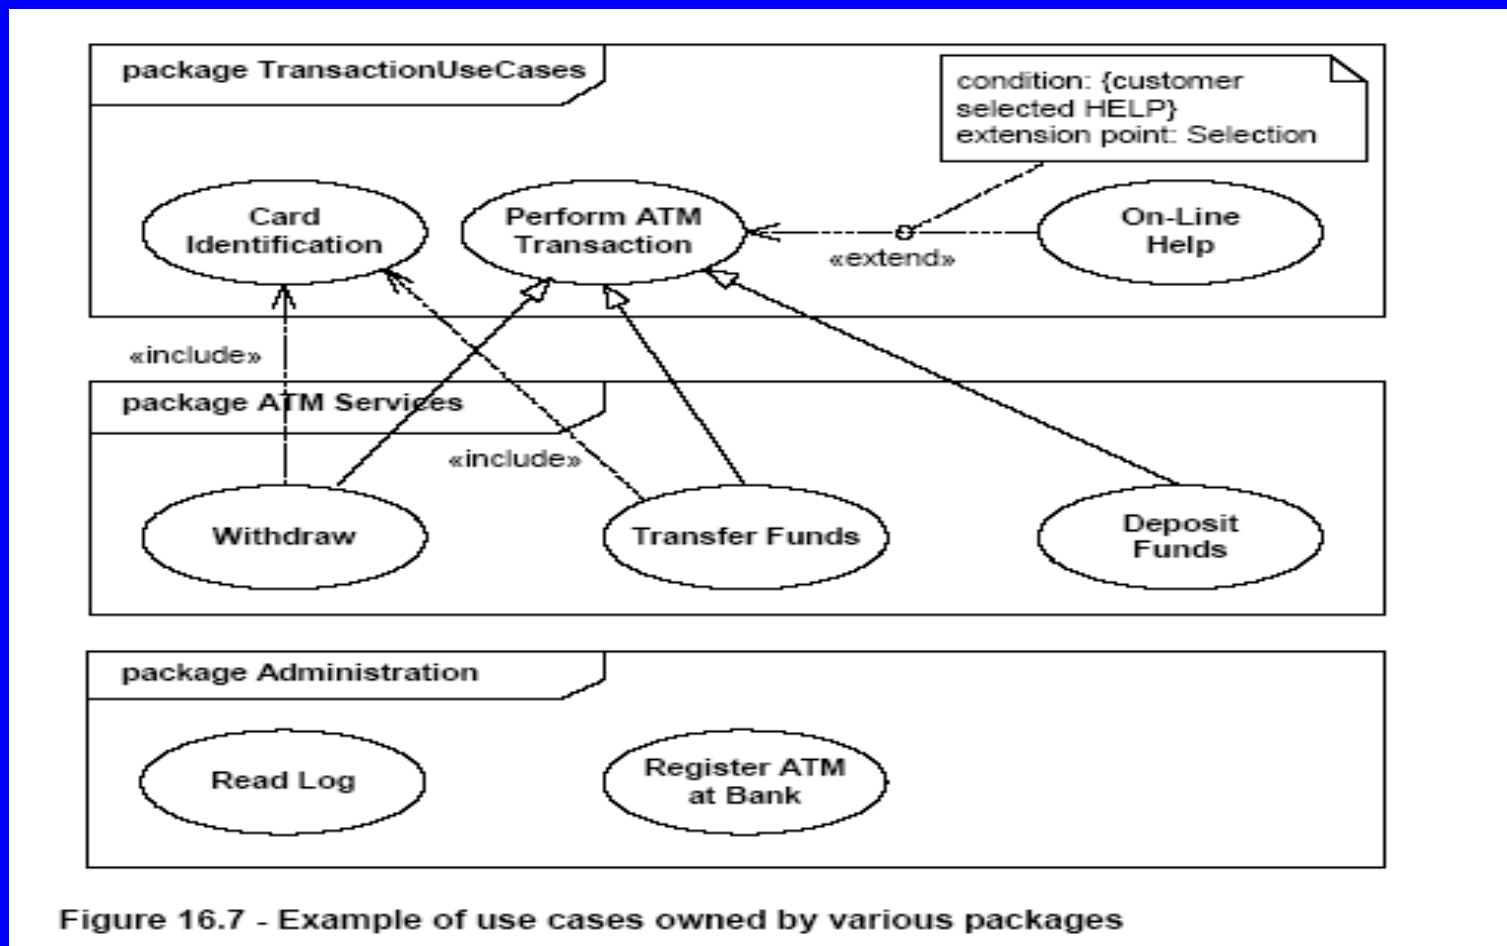 package TransactionUseCases
condition: {customer
selected HELP}
extension point: Selection
Card
Identification
Perform ATM
Transaction
On-Line
Help
«extend»
«include»
package ATM Services
«include»
Withdraw
Transfer Funds
Deposit
Funds
package Administration
Read Log
Register ATM
at Bank
Figure 16.7 - Example of use cases owned by various packages